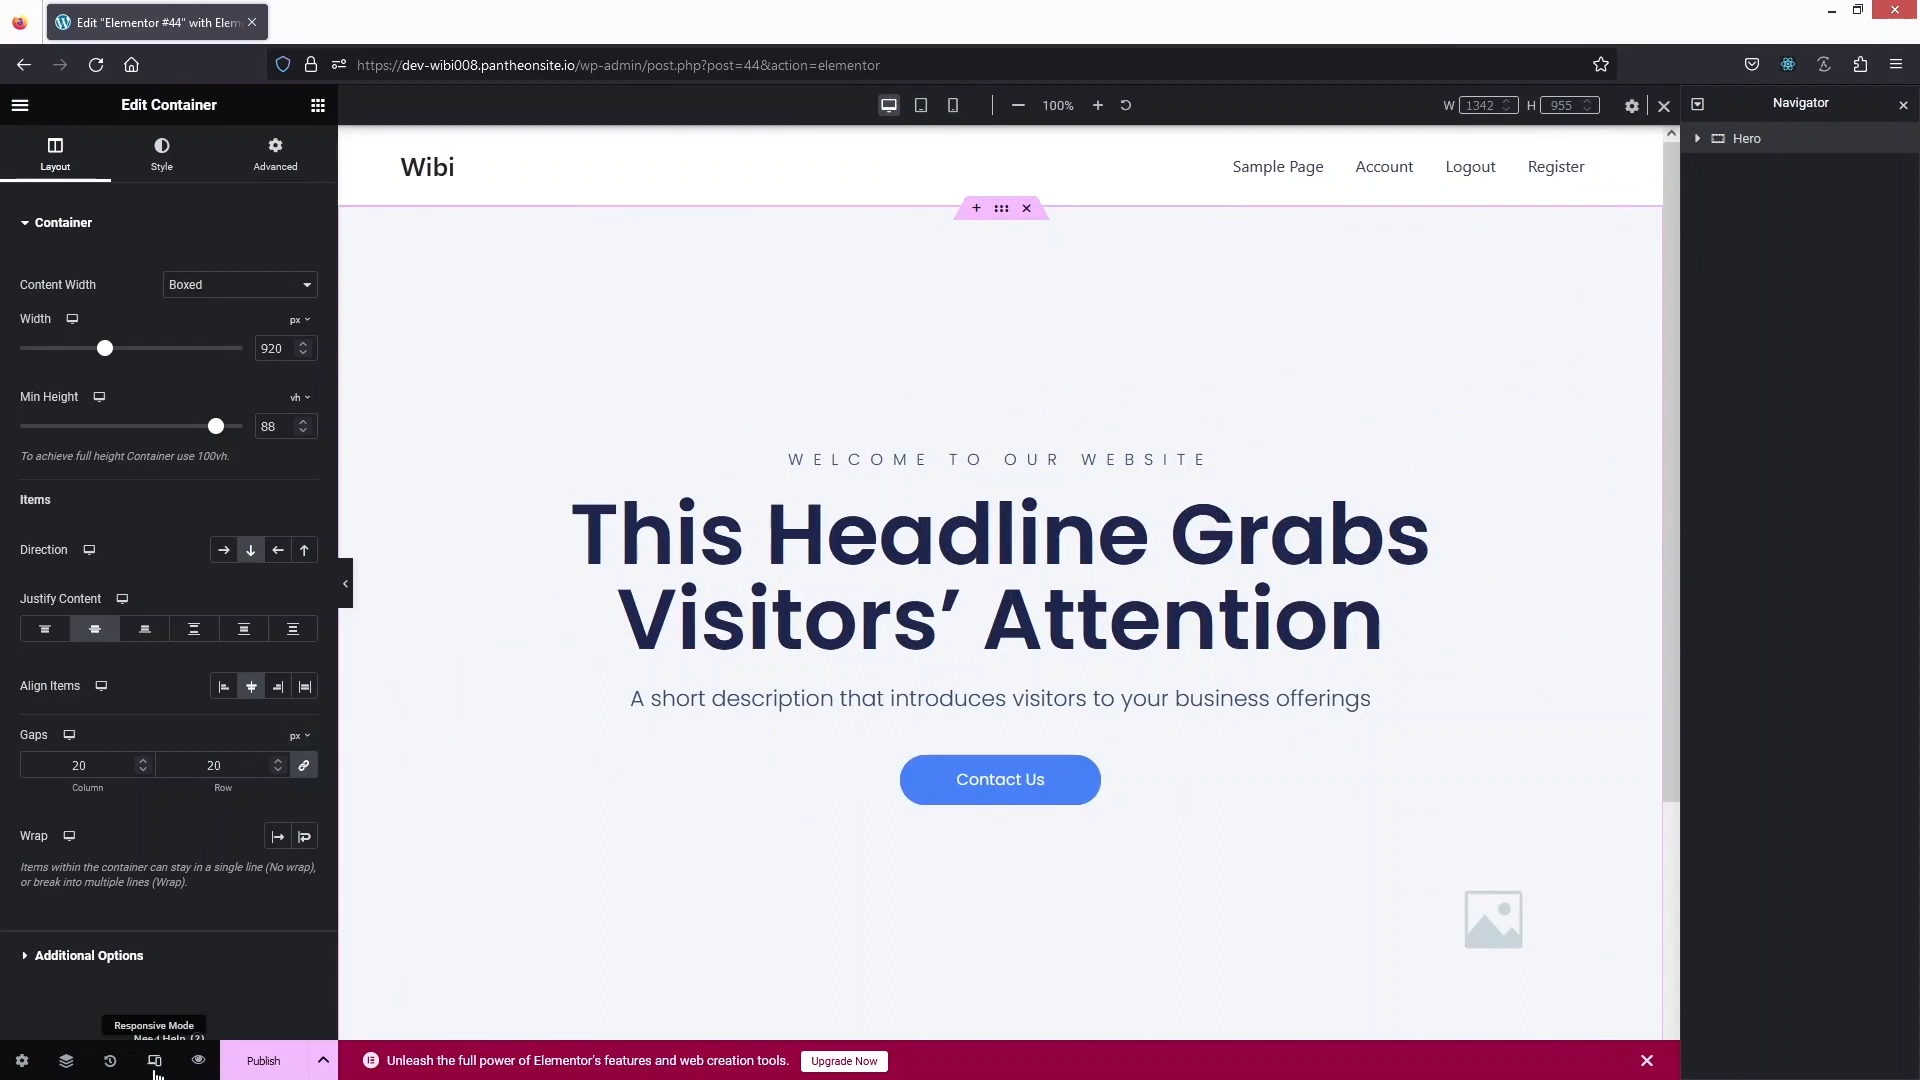 Edit "Elementor #44" with Elem
https://dev-wibi008.pantheonsite.io/wp-admin/post.php?post=44&action=elementor
Edit Container
100%
W 1342 H 955
Navigator
Layout
Style
Advanced
Hero
Wibi
Sample Page
Account
Logout
Register
Container
Content Width
Boxed
Width
px
920
Min Height
vh
88
To achieve full height Container use 100vh.
Items
Direction
Justify Content
Align Items
Gaps
px
20
20
Column
Row
Wrap
Items within the container can stay in a single line (No wrap),
or break into multiple lines (Wrap).
Additional Options
WELCOME TO OUR WEBSITE
This Headline Grabs
Visitors’ Attention
A short description that introduces visitors to your business offerings
Contact Us
Responsive Mode
Need Help (?)
Publish
Unleash the full power of Elementor's features and web creation tools.
Upgrade Now